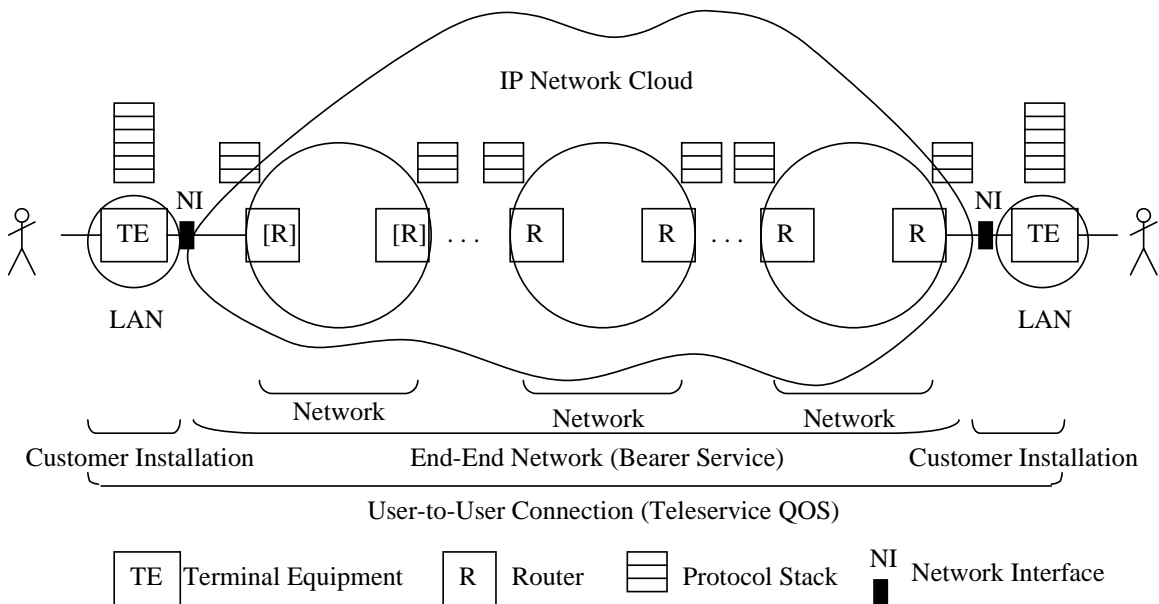 IP Network Cloud
NI
NI
TE
[R]
[R]
. . .
R
R
. . .
R
R
TE
LAN
LAN
Network
Network
Network
Customer Installation
End-End Network (Bearer Service)
Customer Installation
User-to-User Connection (Teleservice QOS)
TE Terminal Equipment
R Router
Protocol Stack
NI Network Interface